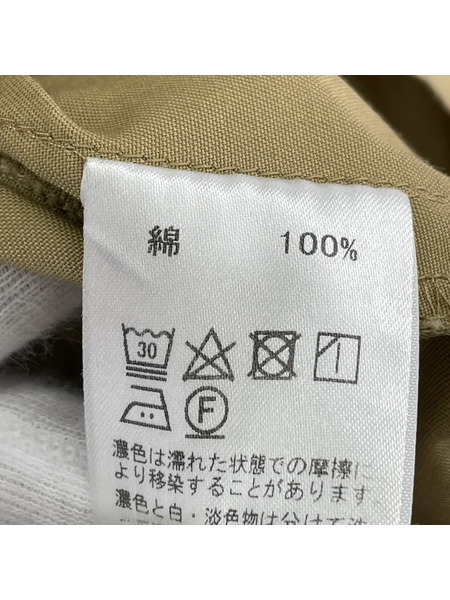 綿 100%
30
F
濃色は濡れた状態での摩擦に
より移染することがあります
濃色と白・淡色物は分けて洗